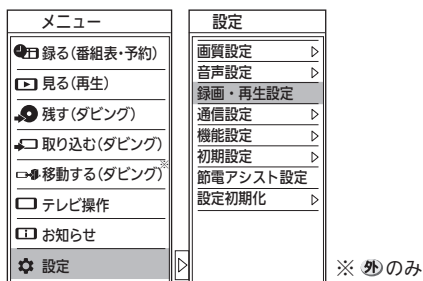 メニュー
録る(番組表・予約)
見る(再生)
残す(ダビング)
取り込む(ダビング)
移動する(ダビング)※
テレビ操作
お知らせ
設定
設定
画質設定
音声設定
録画・再生設定
通信設定
機能設定
初期設定
節電アシスト設定
設定初期化
※ 外のみ